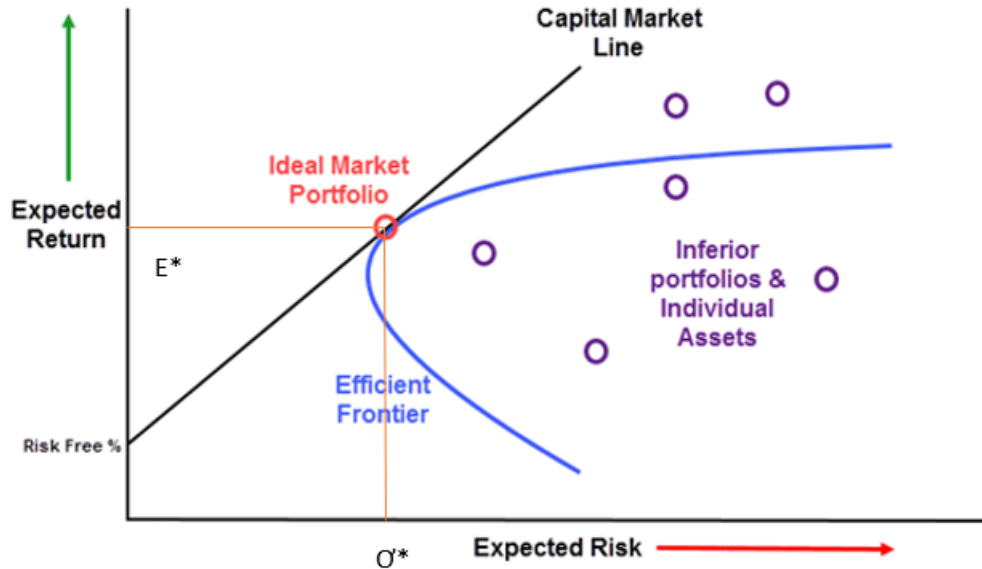 Capital Market
Line
Ideal Market
Portfolio
Expected
Return
E*
Inferior
portfolios &
Individual
Assets
Efficient
Frontier
Risk Free %
O'*
Expected Risk